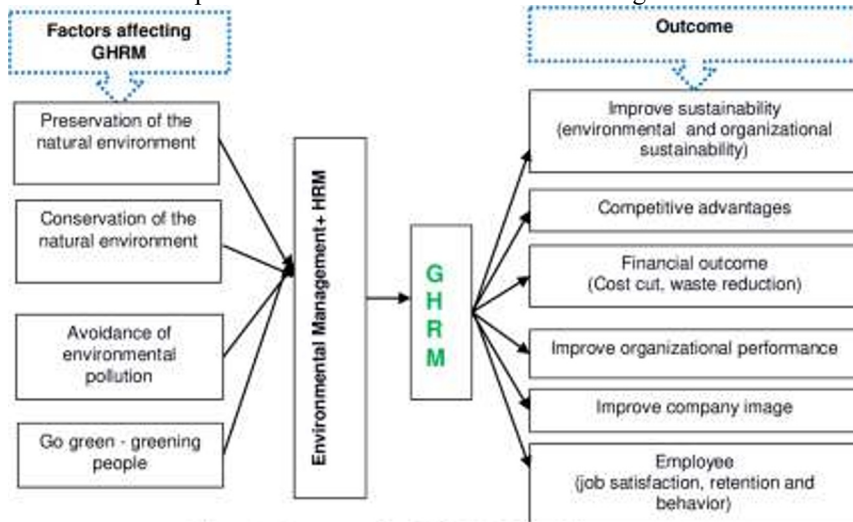 Factors affecting
GHRM
Outcome
Preservation of the
natural environment
Conservation of the
natural environment
Avoidance of
environmental
pollution
Go green - greening
people
Environmental Management+ HRM
G
H
R
M
Improve sustainability
(environmental and organizational
sustainability)
Competitive advantages
Financial outcome
(Cost cut, waste reduction)
Improve organizational performance
Improve company image
Employee
(job satisfaction, retention and
behavior)